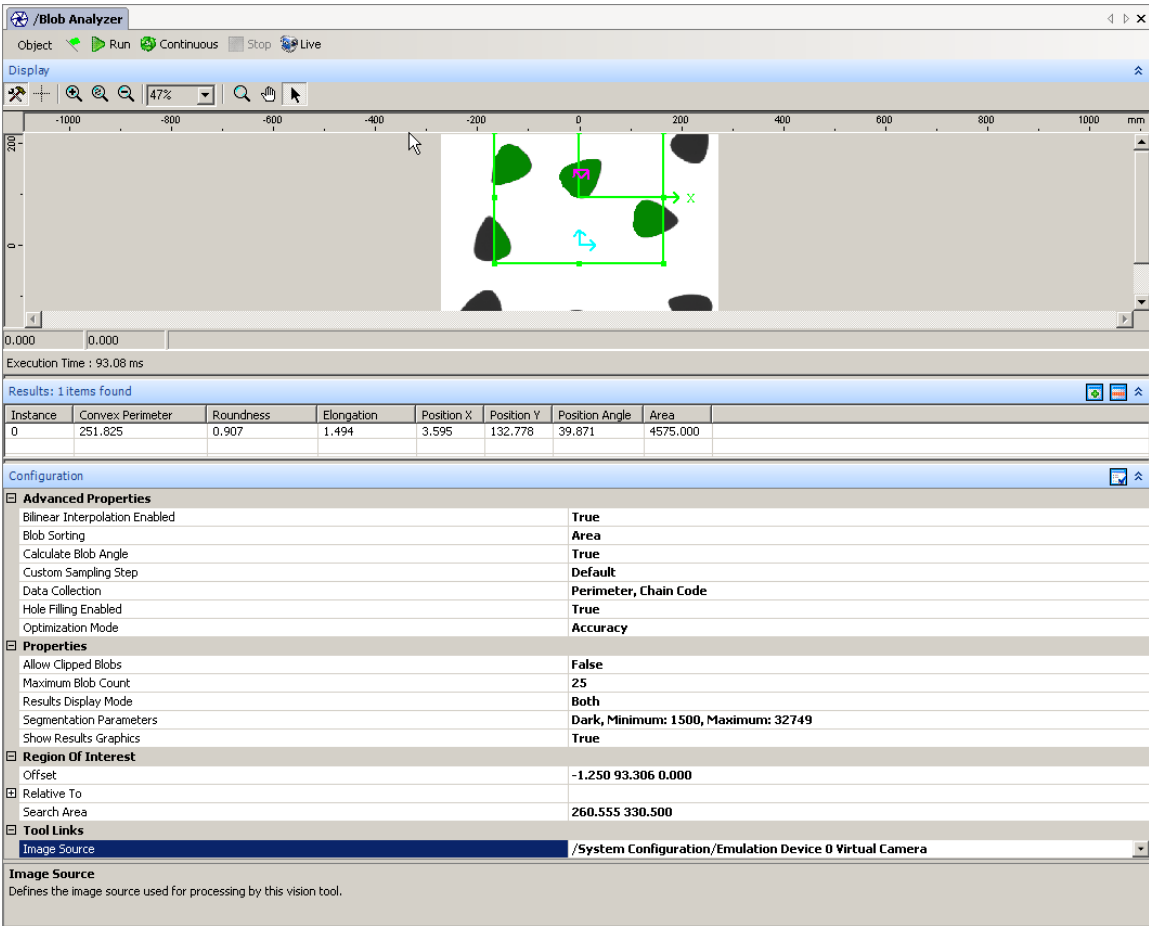 /Blob Analyzer
Object Run Continuous Stop Live
Display
47%
-1000 -800 -600 -400 -200 0 200 400 600 800 1000 mm
200
X
0
0.000 0.000
Execution Time : 93.08 ms
Results: 1 items found
Instance Convex Perimeter Roundness Elongation Position X Position Y Position Angle Area
0 251.825 0.907 1.494 3.595 132.778 39.871 4575.000
Configuration
Advanced Properties
Bilinear Interpolation Enabled True
Blob Sorting Area
Calculate Blob Angle True
Custom Sampling Step Default
Data Collection Perimeter, Chain Code
Hole Filling Enabled True
Optimization Mode Accuracy
Properties
Allow Clipped Blobs False
Maximum Blob Count 25
Results Display Mode Both
Segmentation Parameters Dark, Minimum: 1500, Maximum: 32749
Show Results Graphics True
Region Of Interest
Offset -1.250 93.306 0.000
Relative To
Search Area 260.555 330.500
Tool Links
Image Source /System Configuration/Emulation Device 0 Virtual Camera
Image Source
Defines the image source used for processing by this vision tool.